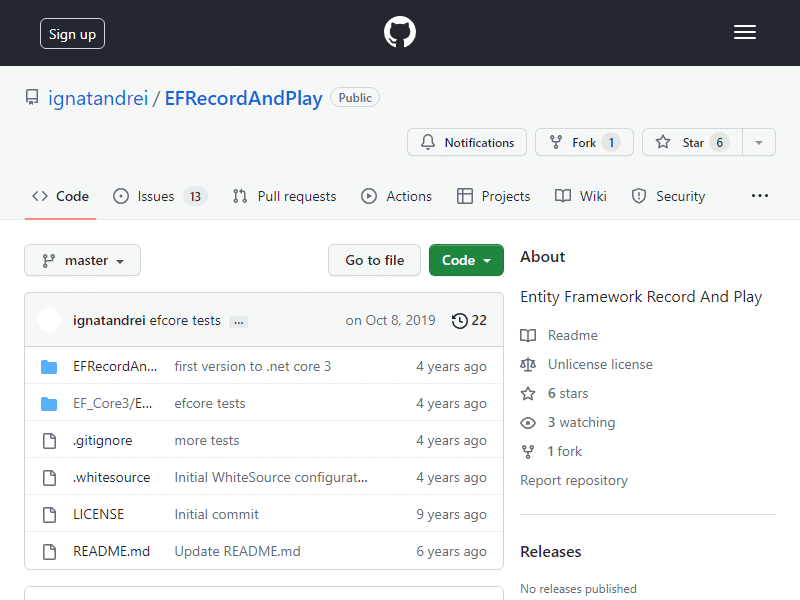 Sign up
ignatandrei / EFRecordAndPlay Public
Notifications Fork 1 Star 6
Code Issues 13 Pull requests Actions Projects Wiki Security ...
master Go to file Code
ignatandrei efcore tests ... on Oct 8, 2019 22
EFRecordAn... first version to .net core 3 4 years ago
EF_Core3/E... efcore tests 4 years ago
.gitignore more tests 4 years ago
.whitesource Initial WhiteSource configurat... 4 years ago
LICENSE Initial commit 9 years ago
README.md Update README.md 6 years ago
About
Entity Framework Record And Play
Readme
Unlicense license
6 stars
3 watching
1 fork
Report repository
Releases
No releases published